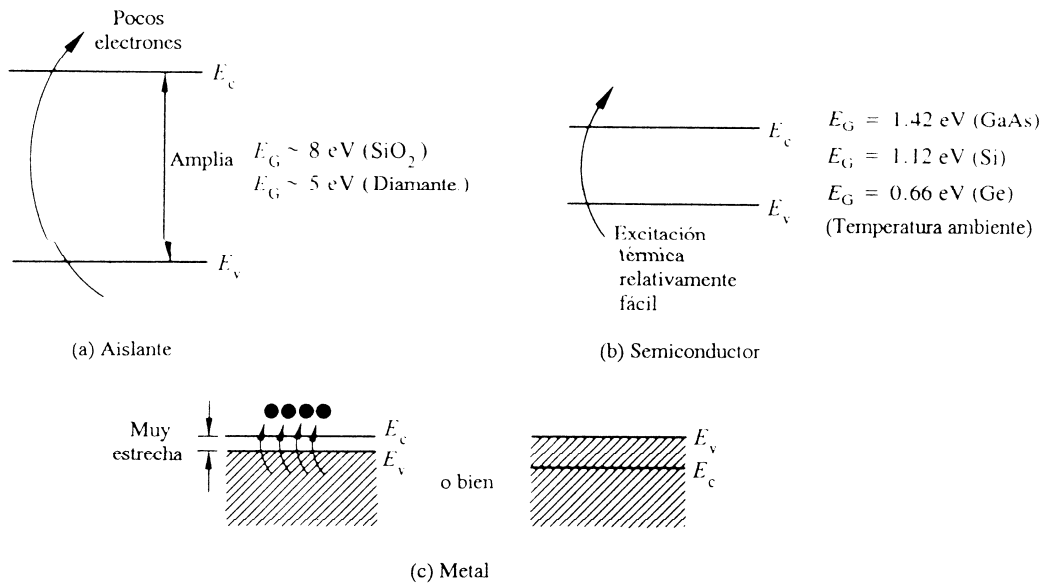 Pocos
electrones
E_c
Amplia
E_G ~ 8 eV (SiO_2)
E_G ~ 5 eV (Diamante)
E_v
(a) Aislante
E_c
E_v
Excitación
térmica
relativamente
fácil
E_G = 1.42 eV (GaAs)
E_G = 1.12 eV (Si)
E_G = 0.66 eV (Ge)
(Temperatura ambiente)
(b) Semiconductor
Muy
estrecha
E_c
E_v
o bien
E_v
E_c
(c) Metal